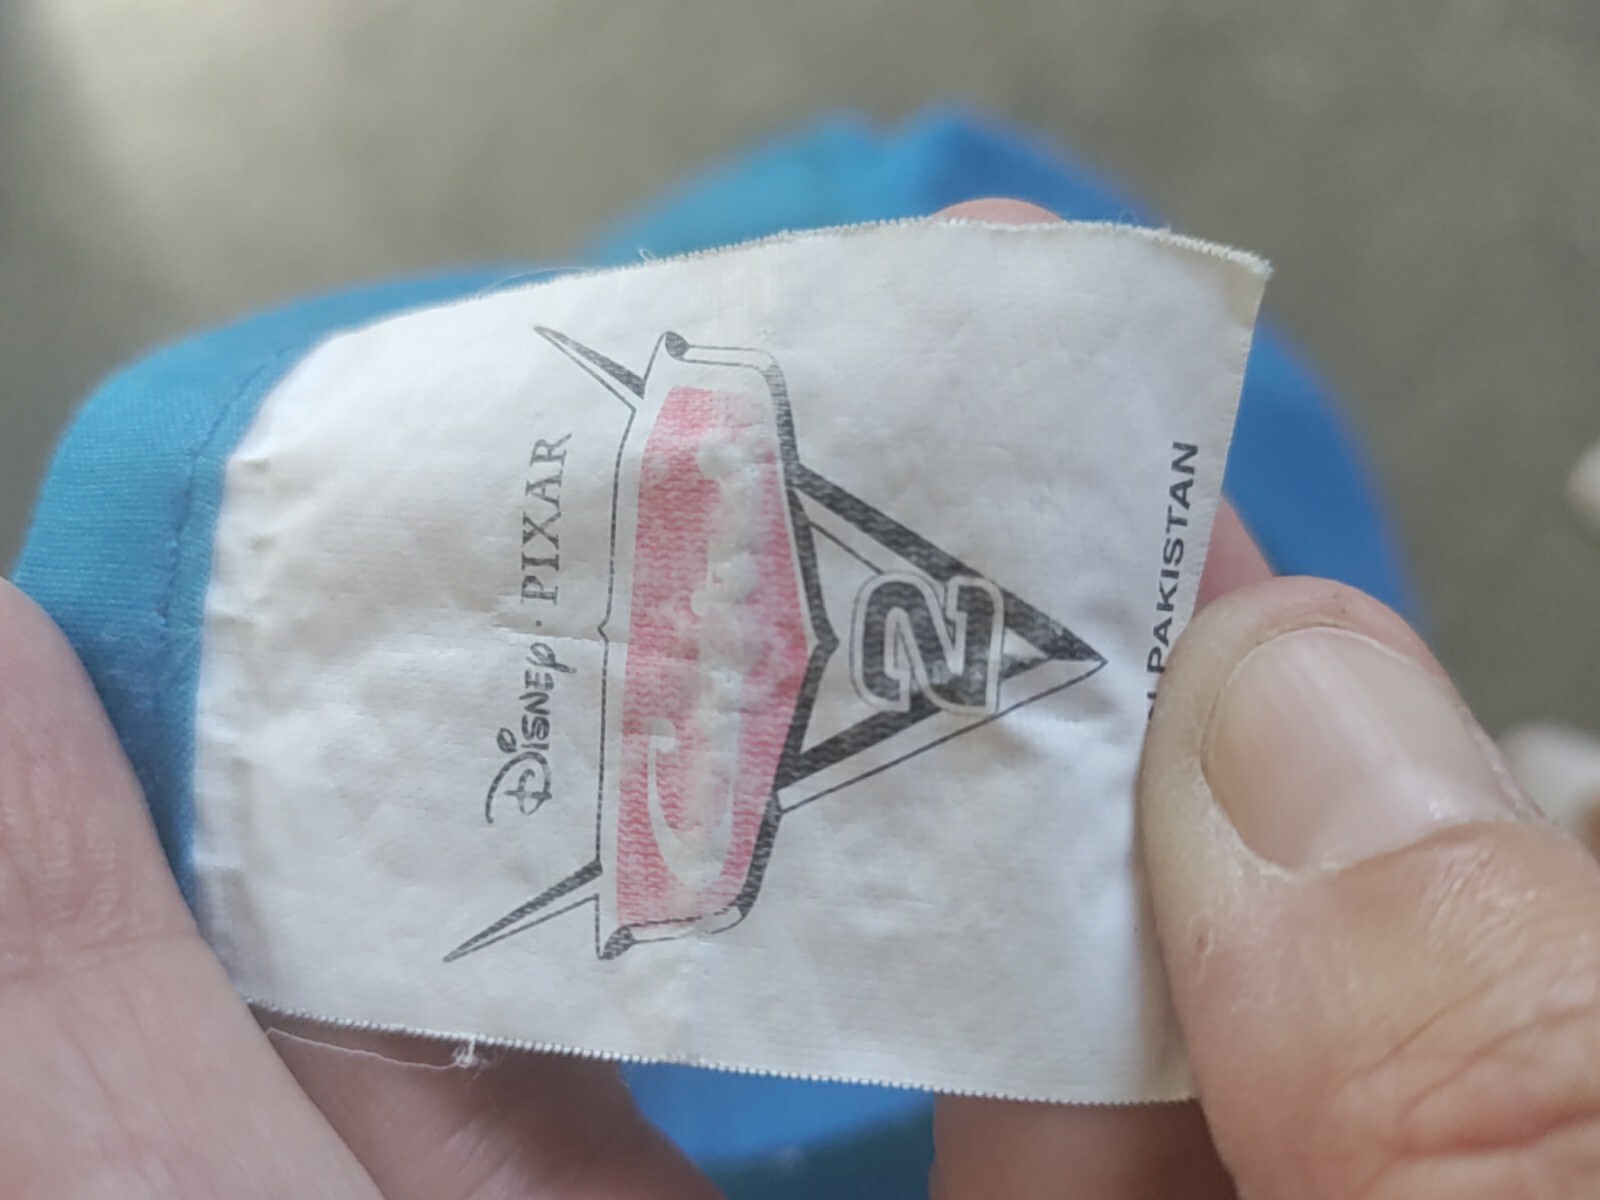 DISNEY · PIXAR
2
PAKISTAN